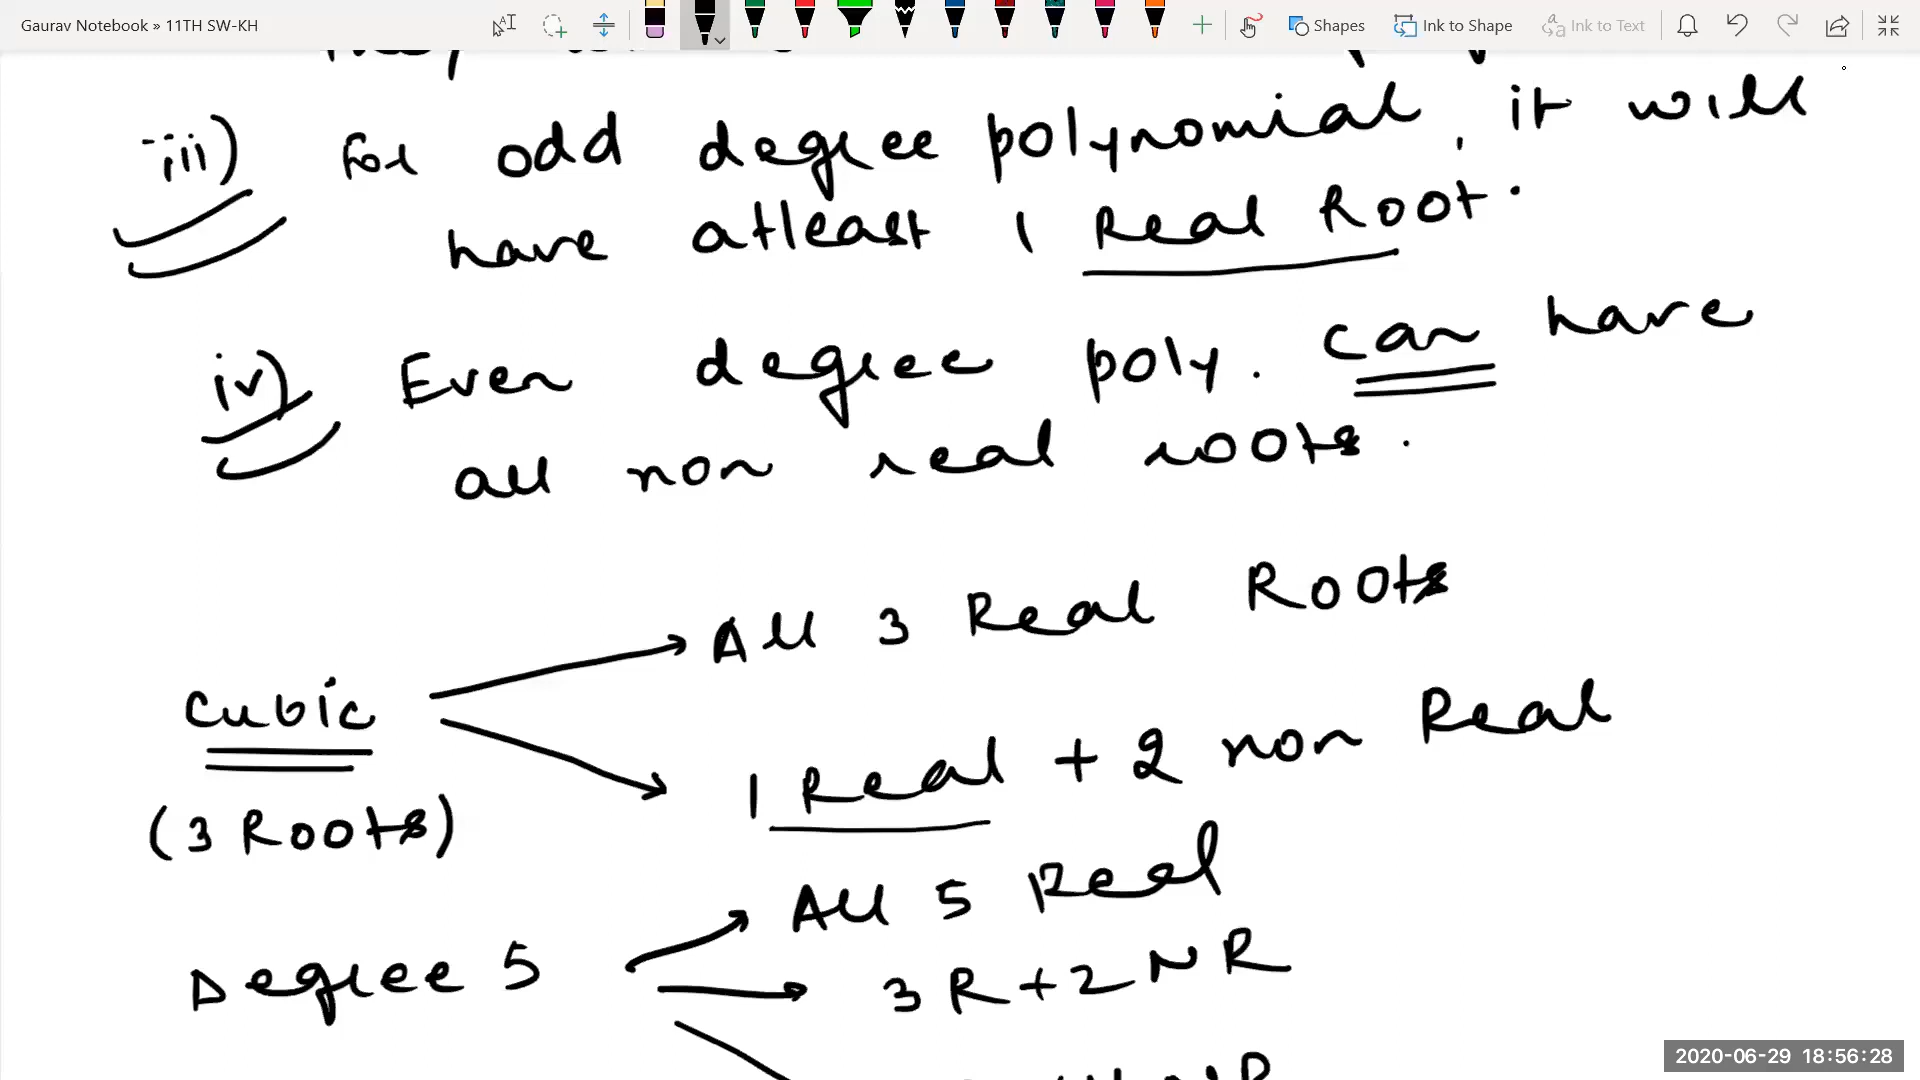 Gaurav Notebook » 11TH SW-KH
Shapes
Ink to Shape
Ink to Text
iii) For odd degree polynomial, it will
have atleast 1 Real Root.
iv) Even degree poly. can have
all non real roots.
Cubic
(3 Roots)
All 3 Real Roots
1 Real + 2 non Real
Degree 5
All 5 Real
3R+2NR
2020-06-29 18:56:28